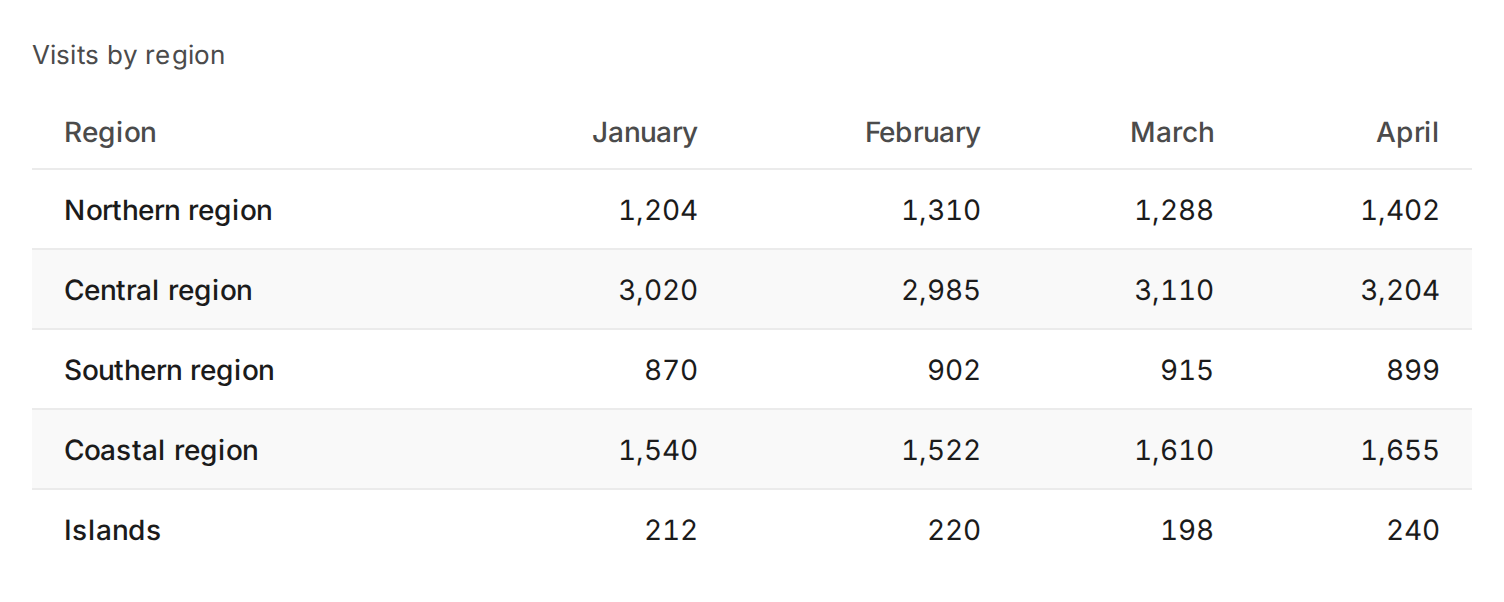 Visits by region
Region January February March April
Northern region 1,204 1,310 1,288 1,402
Central region 3,020 2,985 3,110 3,204
Southern region 870 902 915 899
Coastal region 1,540 1,522 1,610 1,655
Islands 212 220 198 240